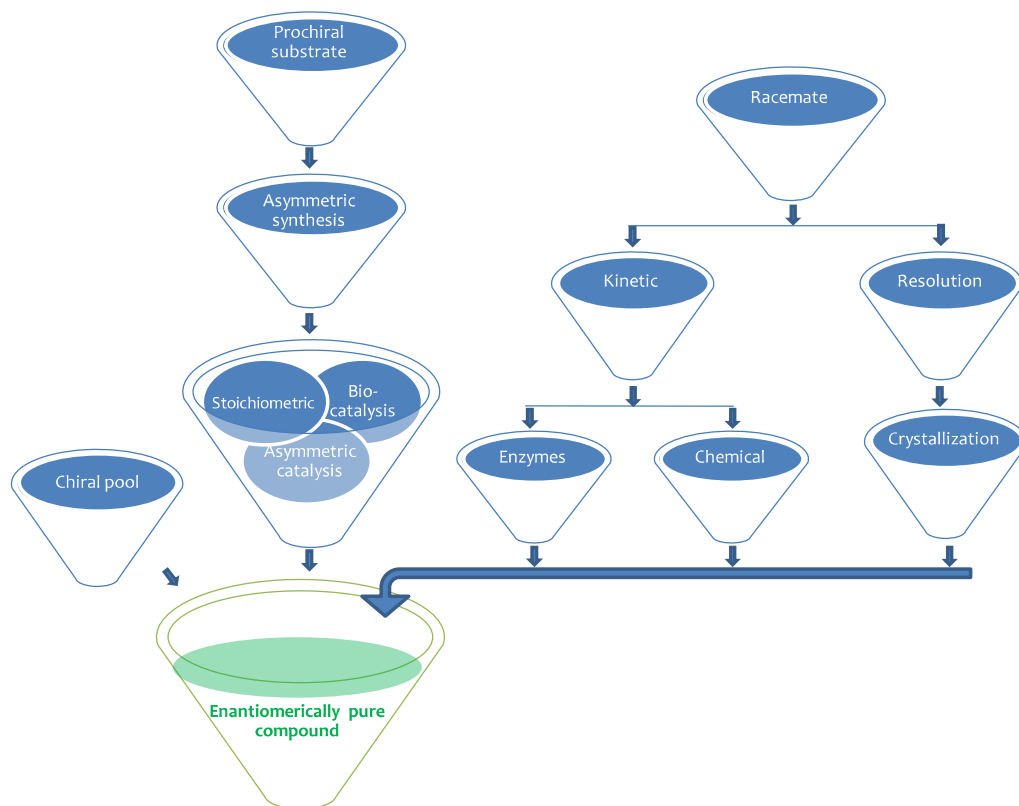 Prochiral
substrate
Racemate
Asymmetric
synthesis
Kinetic
Resolution
Stoichiometric
Bio-
catalysis
Asymmetric
catalysis
Enzymes
Chemical
Crystallization
Chiral pool
Enantiomerically pure
compound